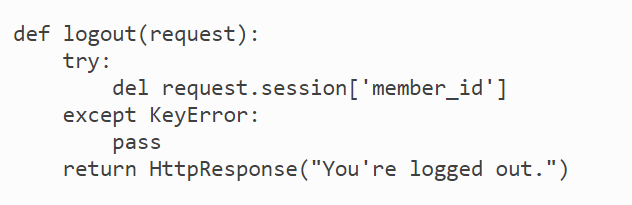 def logout(request):
    try:
        del request.session['member_id']
    except KeyError:
        pass
    return HttpResponse("You're logged out.")